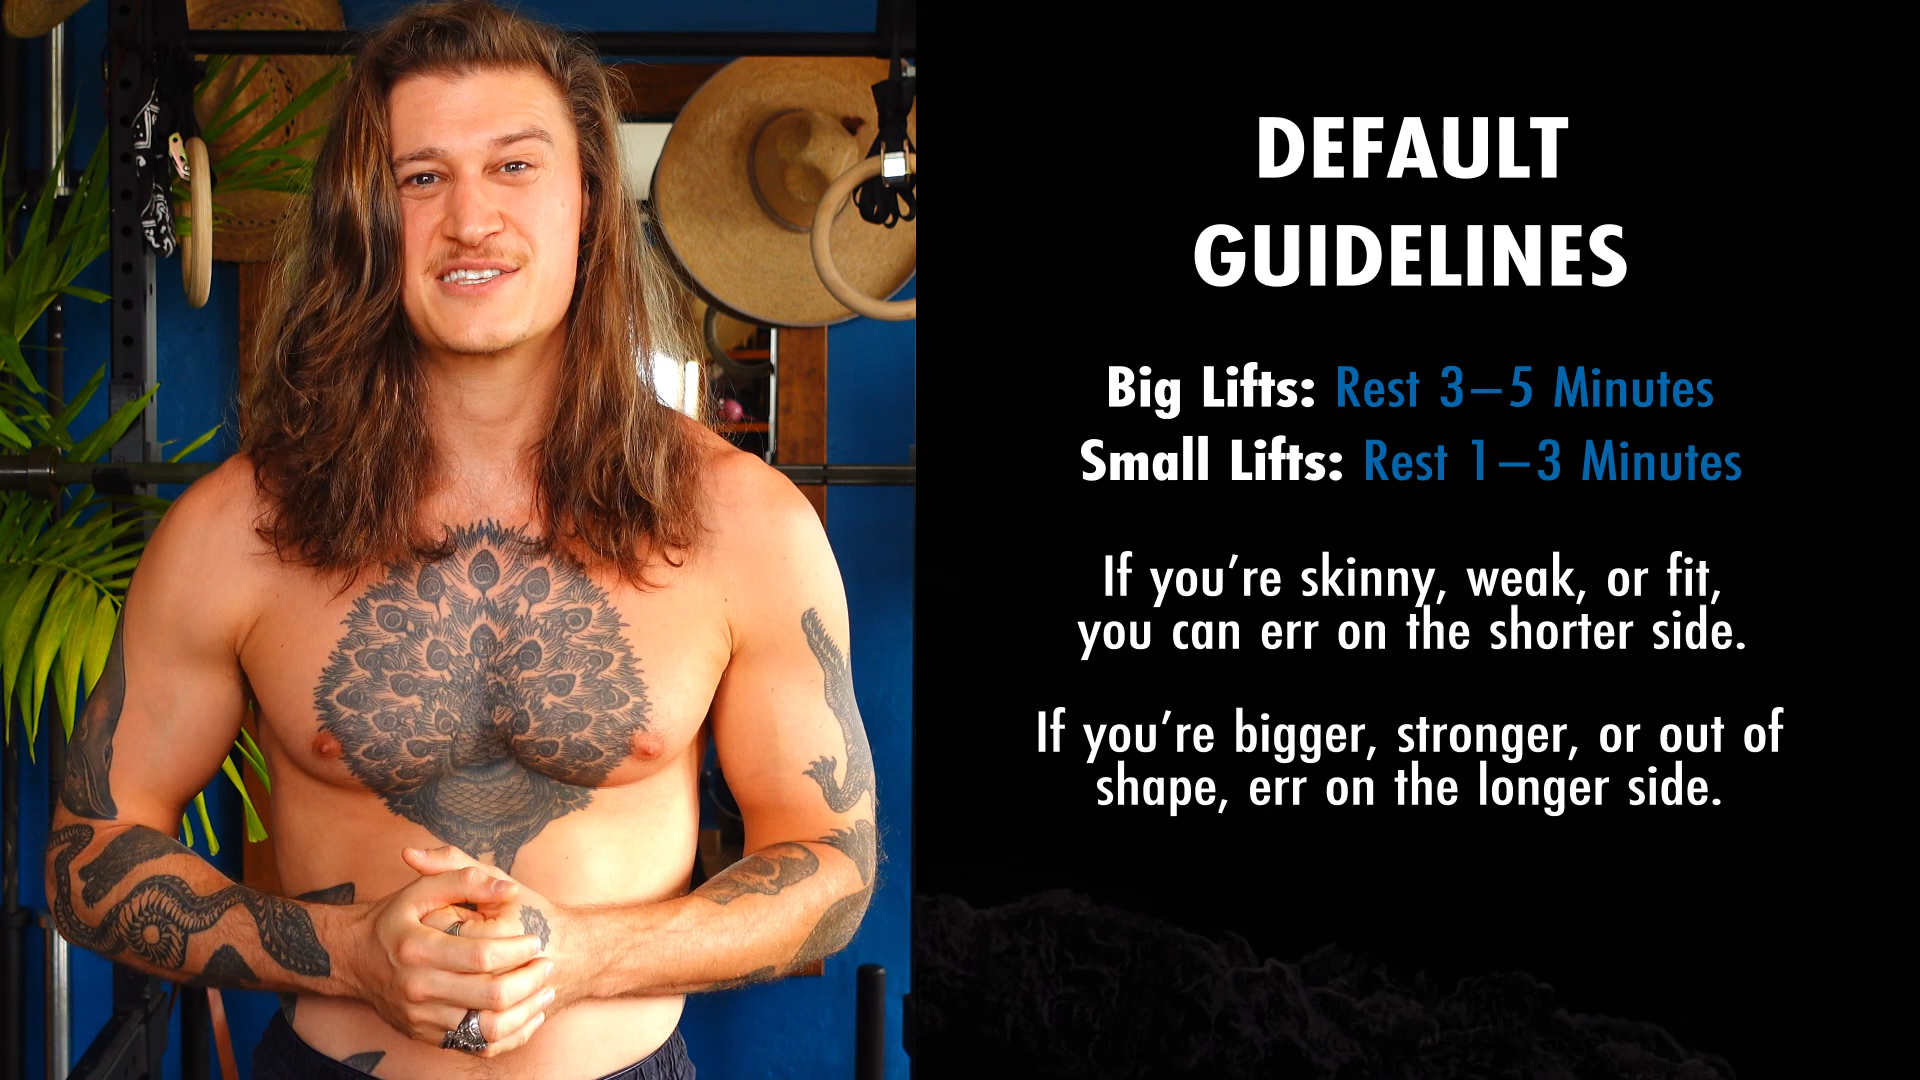 DEFAULT
GUIDELINES
Big Lifts: Rest 3–5 Minutes
Small Lifts: Rest 1–3 Minutes
If you’re skinny, weak, or fit,
you can err on the shorter side.
If you’re bigger, stronger, or out of
shape, err on the longer side.